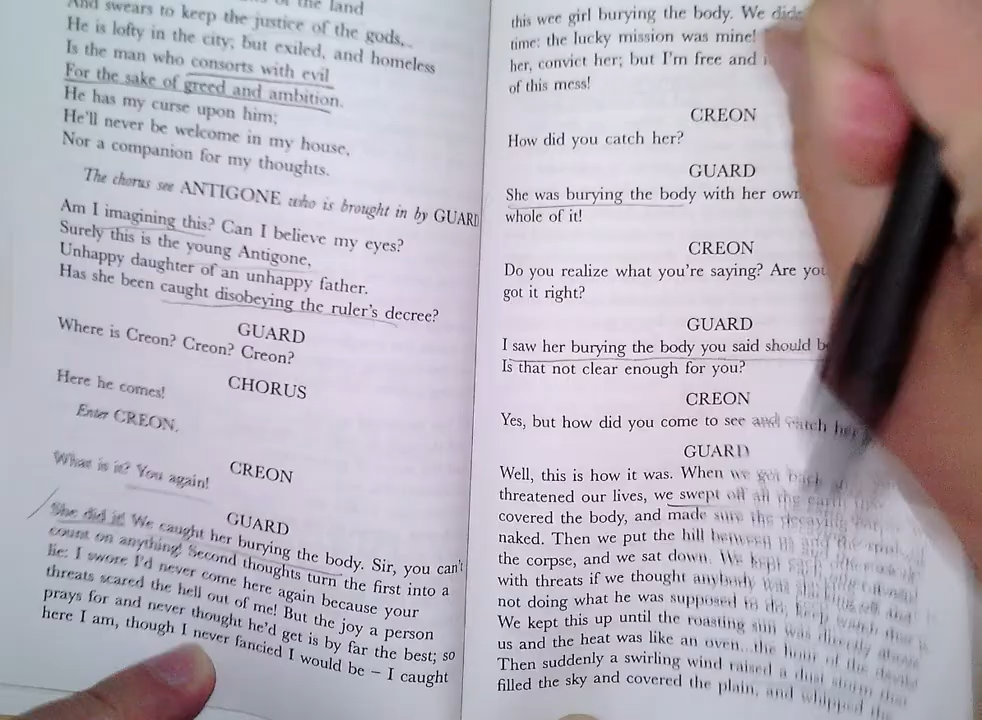 And swears to keep the justice of the gods,
He is lofty in the city; but exiled, and homeless
Is the man who consorts with evil
For the sake of greed and ambition.
He has my curse upon him;
He'll never be welcome in my house,
Nor a companion for my thoughts.
The chorus see ANTIGONE who is brought in by GUARD
Am I imagining this? Can I believe my eyes?
Surely this is the young Antigone,
Unhappy daughter of an unhappy father.
Has she been caught disobeying the ruler's decree?
GUARD
Where is Creon? Creon? Creon?
CHORUS
Here he comes!
Enter CREON.
CREON
What is it? You again!
GUARD
She did it! We caught her burying the body. Sir, you can't
count on anything! Second thoughts turn the first into a
lie: I swore I'd never come here again because your
threats scared the hell out of me! But the joy a person
prays for and never thought he'd get is by far the best; so
here I am, though I never fancied I would be – I caught
this wee girl burying the body. We
time: the lucky mission was mine!
her, convict her; but I'm free and
of this mess!
CREON
How did you catch her?
GUARD
She was burying the body with her own
whole of it!
CREON
Do you realize what you're saying? Are you
got it right?
GUARD
I saw her burying the body you said should
Is that not clear enough for you?
CREON
Yes, but how did you come to see and catch her
GUARD
Well, this is how it was. When we got back
threatened our lives, we swept off all the
covered the body, and made sure the decaying
naked. Then we put the hill between us and the
the corpse, and we sat down. We kept each
with threats if we thought anybody was
not doing what he was supposed to do, keep watch
We kept this up until the roasting sun was directly above
us and the heat was like an oven...the hour of the
Then suddenly a swirling wind raised a dust storm that
filled the sky and covered the plain, and whipped the